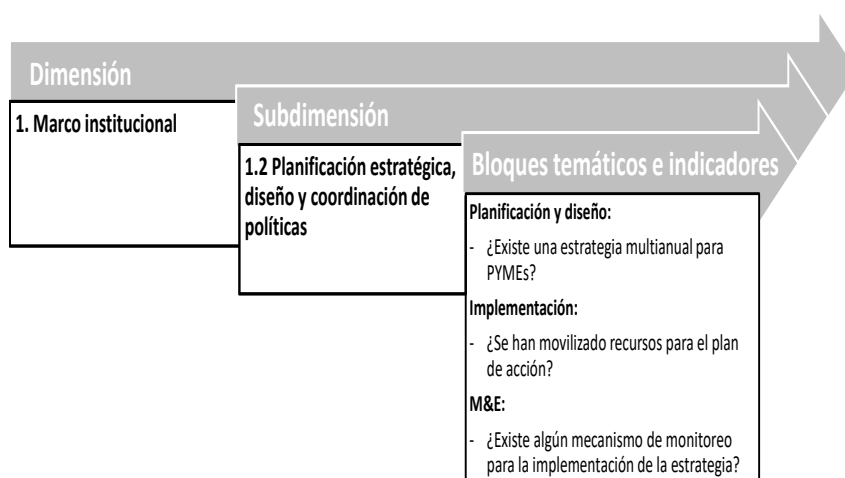 Dimensión
1. Marco institucional
Subdimensión
1.2 Planificación estratégica,
diseño y coordinación de
políticas
Bloques temáticos e indicadores
Planificación y diseño:
- ¿Existe una estrategia multianual para
PYMEs?
Implementación:
- ¿Se han movilizado recursos para el plan
de acción?
M&E:
- ¿Existe algún mecanismo de monitoreo
para la implementación de la estrategia?